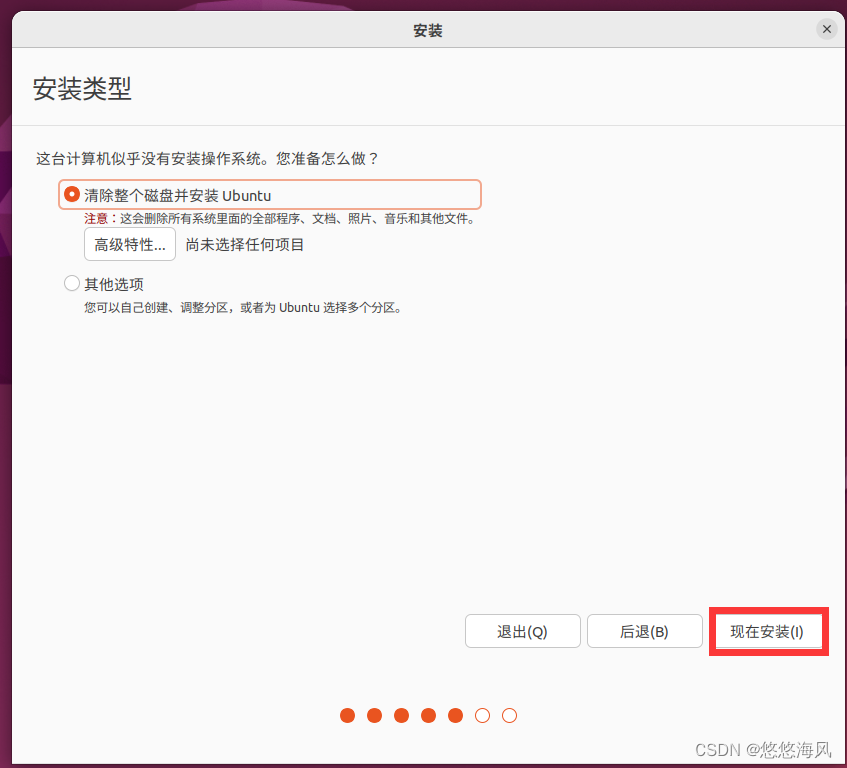 安装
安装类型
这台计算机似乎没有安装操作系统。您准备怎么做？
清除整个磁盘并安装 Ubuntu
注意：这会删除所有系统里面的全部程序、文档、照片、音乐和其他文件。
高级特性... 尚未选择任何项目
其他选项
您可以自己创建、调整分区，或者为 Ubuntu 选择多个分区。
退出(Q) 后退(B) 现在安装(I)
CSDN @悠悠海风